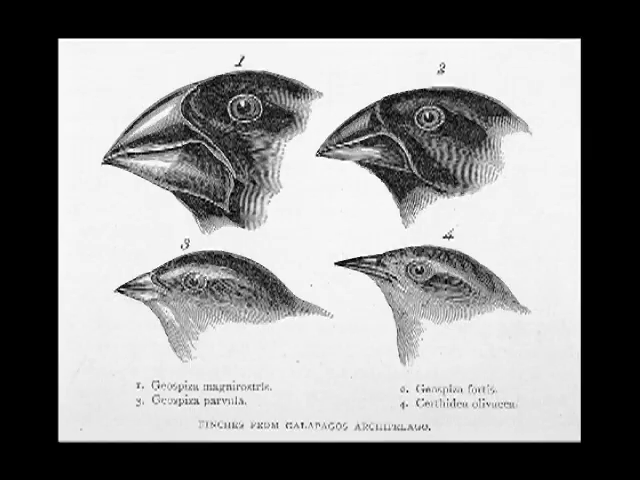 1
2
3
4
1. Geospiza magnirostris. 2. Geospiza fortis.
3. Geospiza parvula. 4. Certhidea olivacea.
FINCHES FROM GALAPAGOS ARCHIPELAGO.